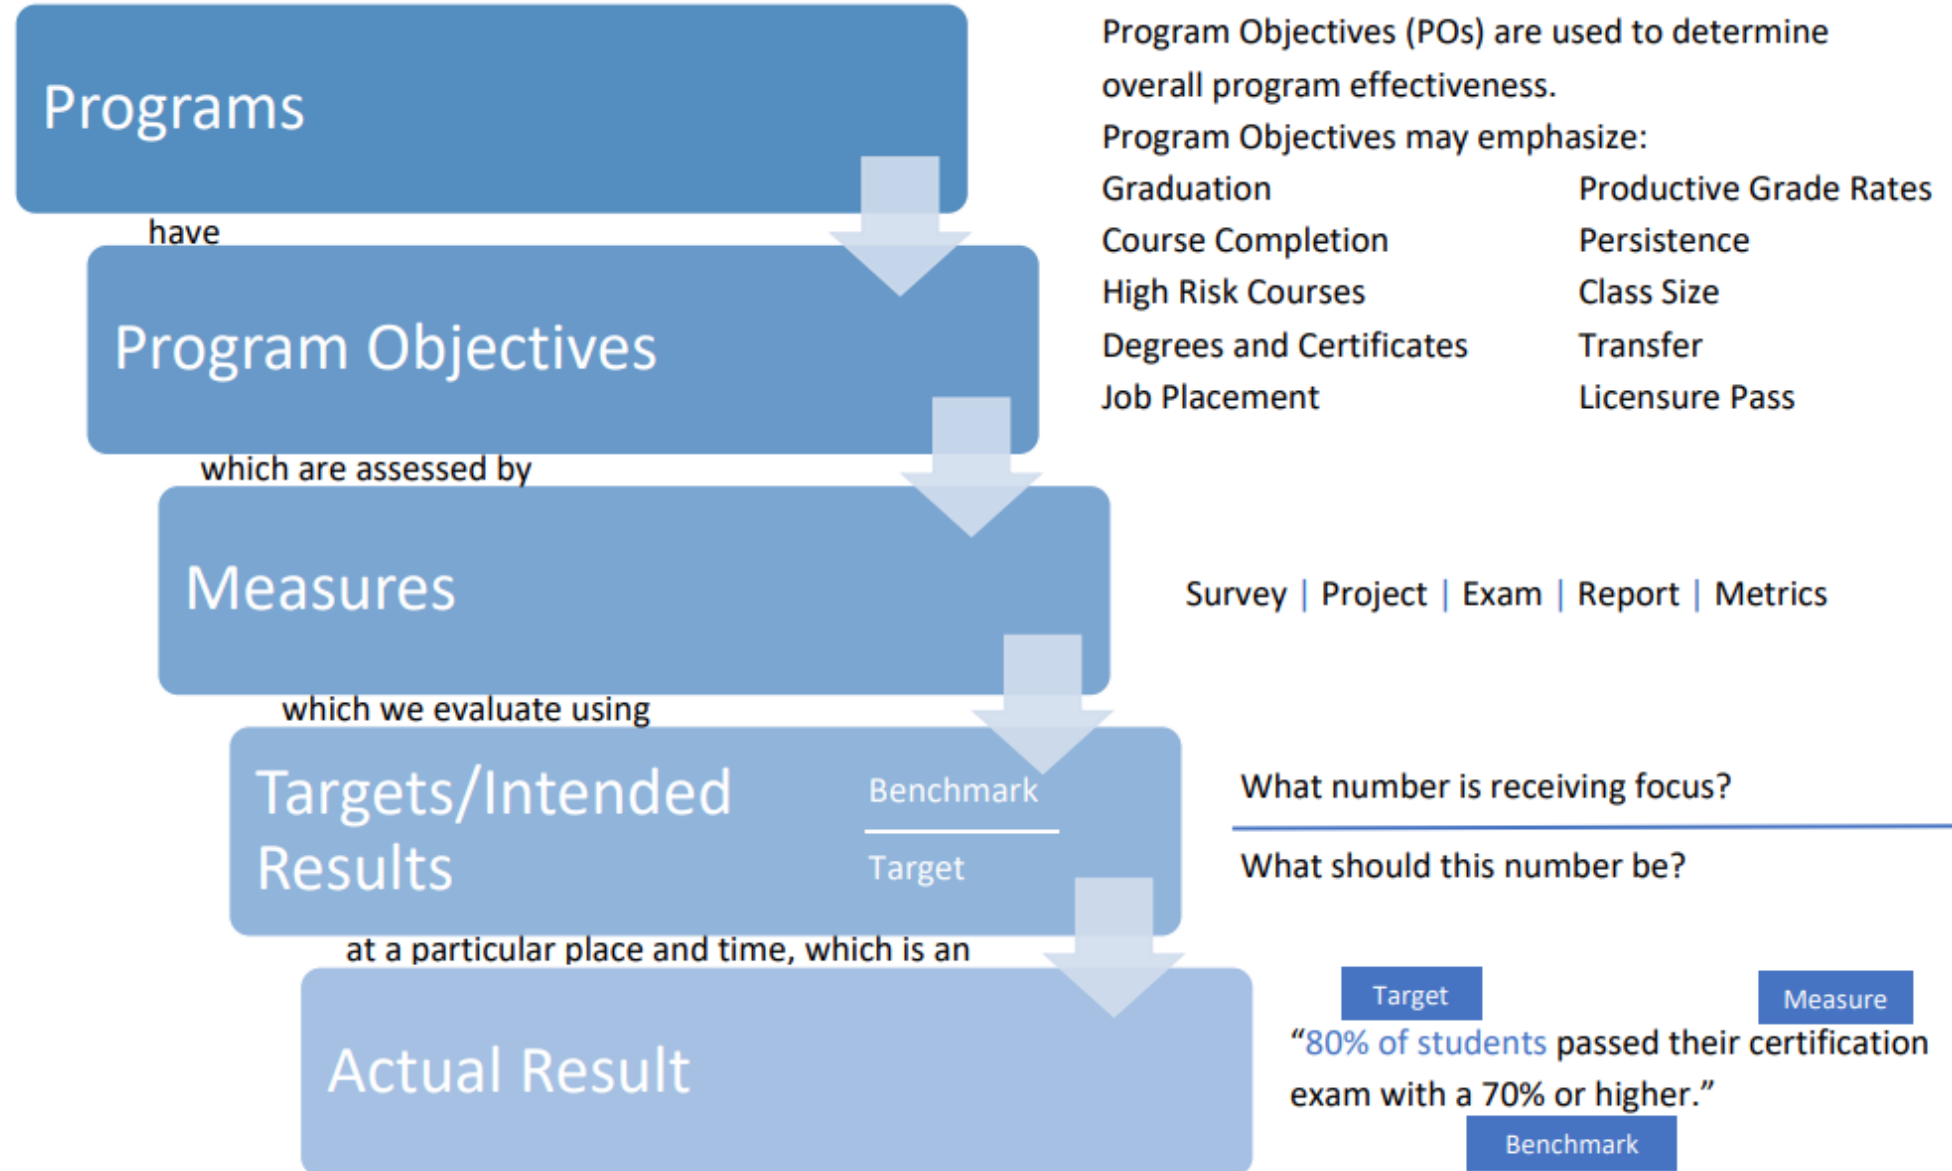 Programs
have
Program Objectives
which are assessed by
Measures
which we evaluate using
Targets/Intended
Results
Benchmark
Target
at a particular place and time, which is an
Actual Result
Program Objectives (POs) are used to determine
overall program effectiveness.
Program Objectives may emphasize:
Graduation Productive Grade Rates
Course Completion Persistence
High Risk Courses Class Size
Degrees and Certificates Transfer
Job Placement Licensure Pass
Survey | Project | Exam | Report | Metrics
What number is receiving focus?
What should this number be?
Target Measure
“80% of students passed their certification
exam with a 70% or higher.”
Benchmark